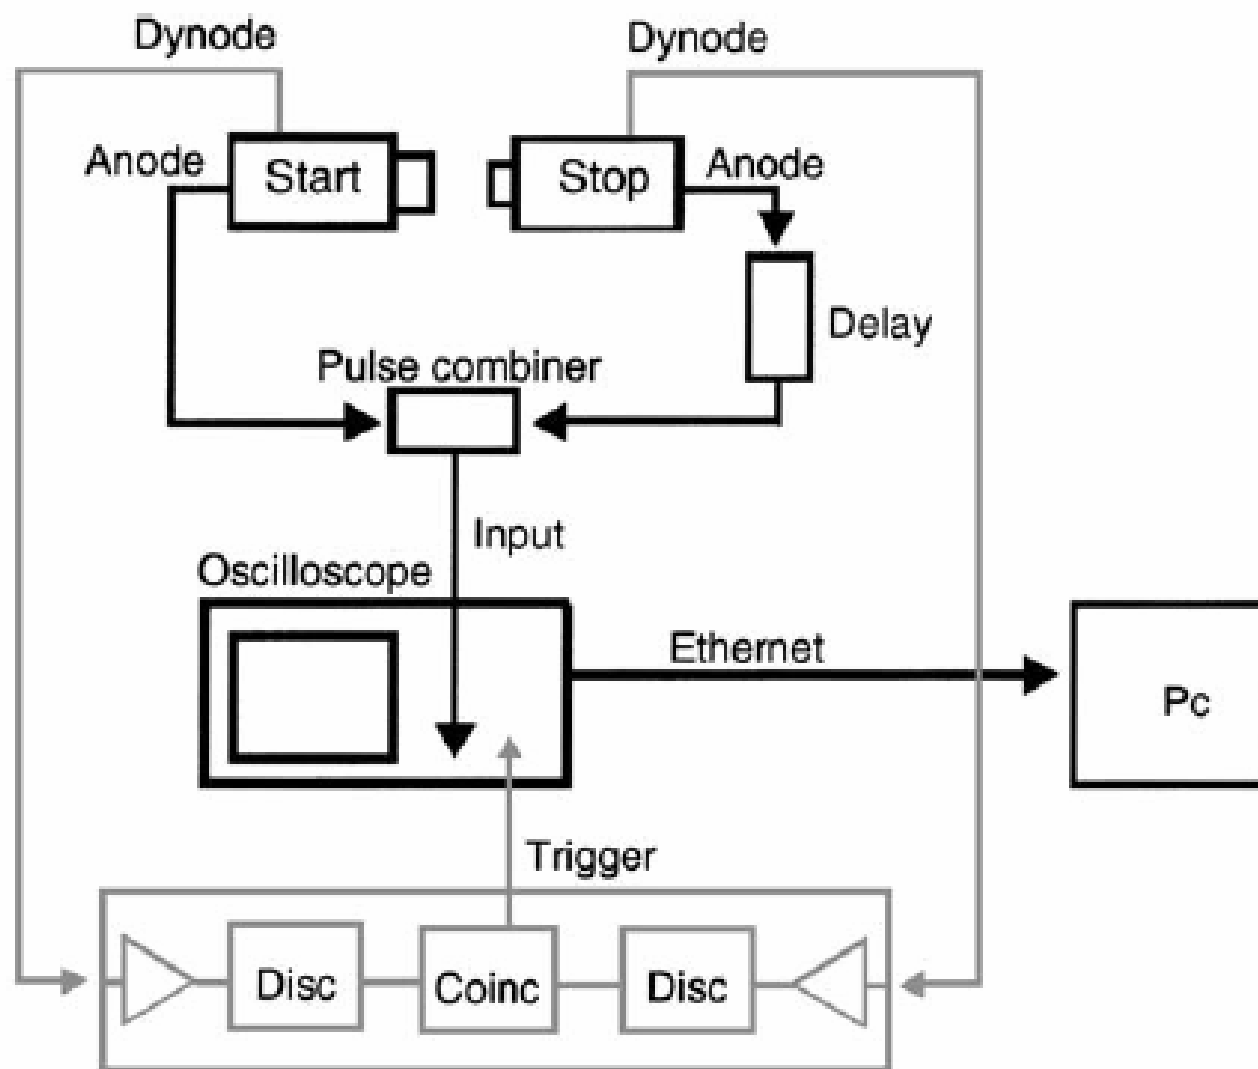 Dynode
Dynode
Anode
Start
Stop
Anode
Delay
Pulse combiner
Input
Oscilloscope
Ethernet
Pc
Trigger
Disc
Coinc
Disc